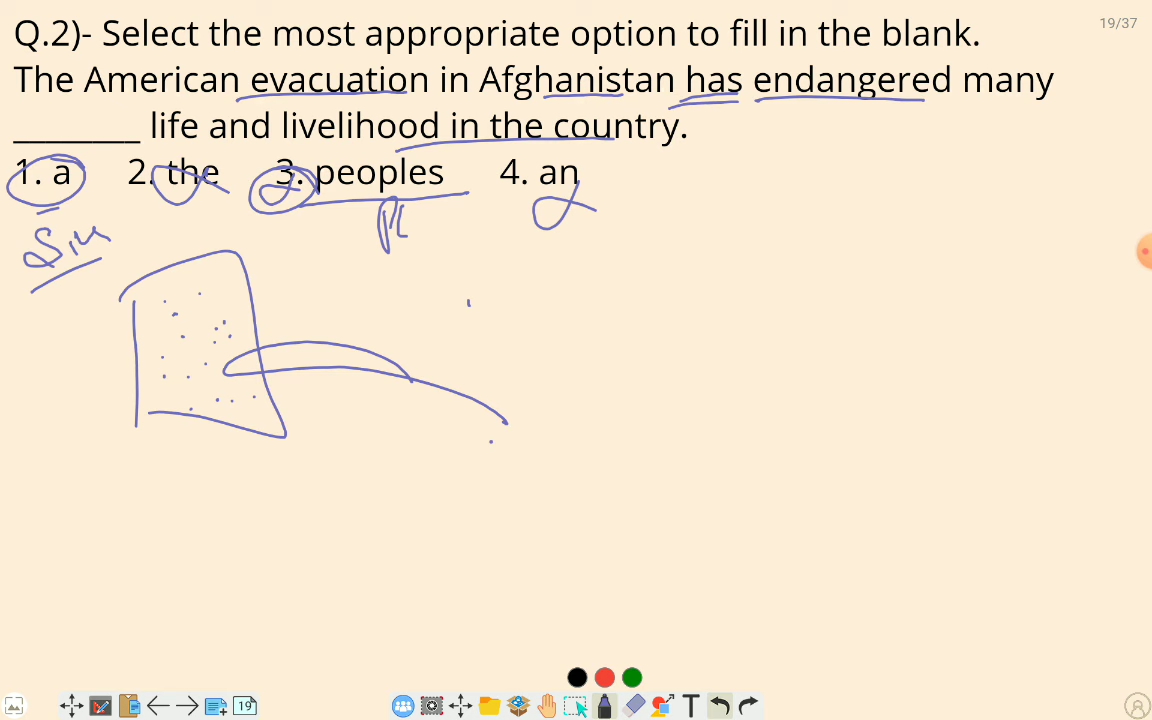 19/37
Q.2)- Select the most appropriate option to fill in the blank.
The American evacuation in Afghanistan has endangered many
________ life and livelihood in the country.
1. a 2. the 3. peoples 4. an
19
T